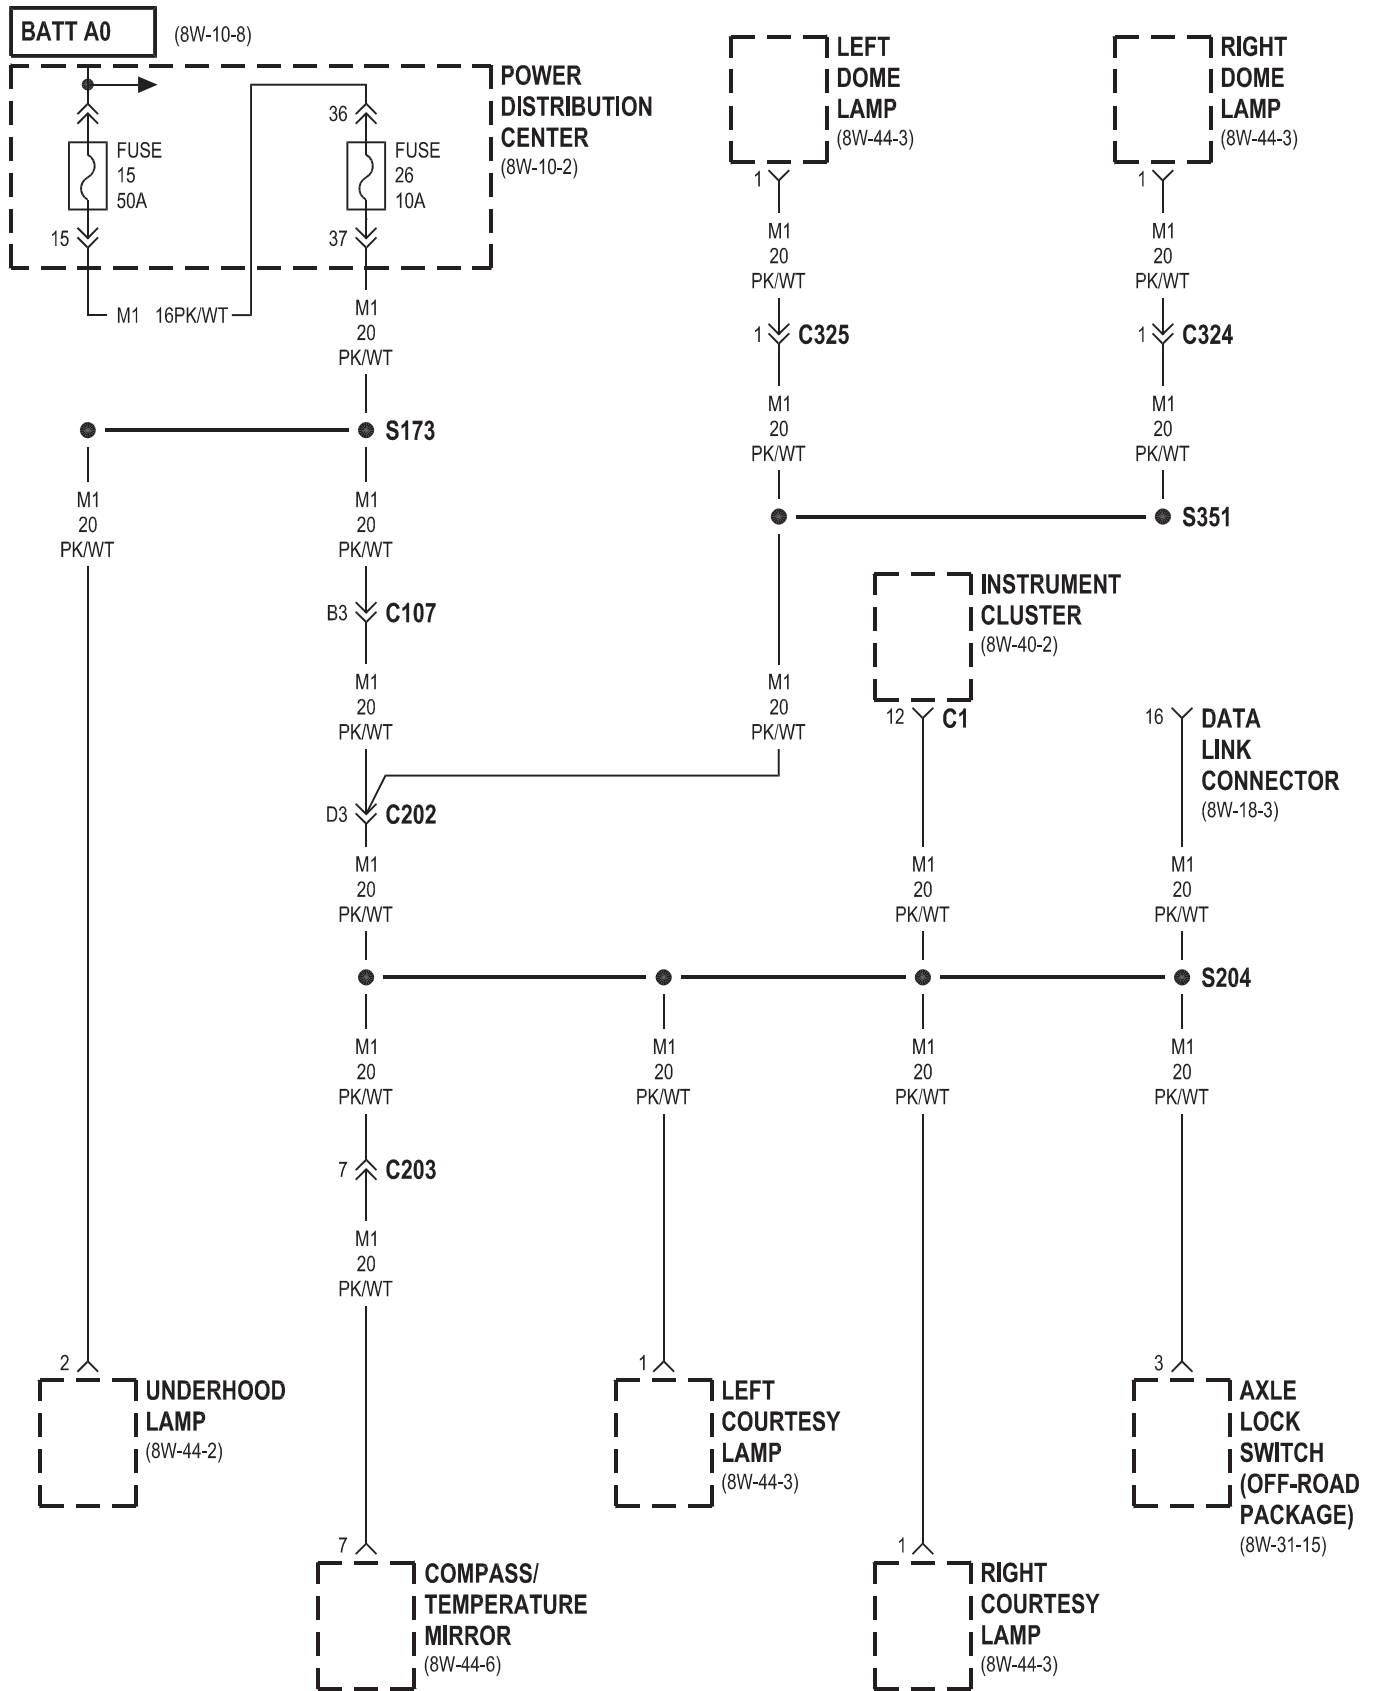 BATT A0
(8W-10-8)
POWER
DISTRIBUTION
CENTER
(8W-10-2)
FUSE
15
50A
15
36
FUSE
26
10A
37
M1 16PK/WT
M1
20
PK/WT
S173
M1
20
PK/WT
M1
20
PK/WT
B3
C107
M1
20
PK/WT
D3
C202
M1
20
PK/WT
LEFT
DOME
LAMP
(8W-44-3)
1
M1
20
PK/WT
1
C325
M1
20
PK/WT
RIGHT
DOME
LAMP
(8W-44-3)
1
M1
20
PK/WT
1
C324
M1
20
PK/WT
S351
M1
20
PK/WT
INSTRUMENT
CLUSTER
(8W-40-2)
12
C1
M1
20
PK/WT
16
DATA
LINK
CONNECTOR
(8W-18-3)
M1
20
PK/WT
S204
M1
20
PK/WT
M1
20
PK/WT
M1
20
PK/WT
M1
20
PK/WT
7
C203
M1
20
PK/WT
2
UNDERHOOD
LAMP
(8W-44-2)
1
LEFT
COURTESY
LAMP
(8W-44-3)
3
AXLE
LOCK
SWITCH
(OFF-ROAD
PACKAGE)
(8W-31-15)
7
COMPASS/
TEMPERATURE
MIRROR
(8W-44-6)
1
RIGHT
COURTESY
LAMP
(8W-44-3)